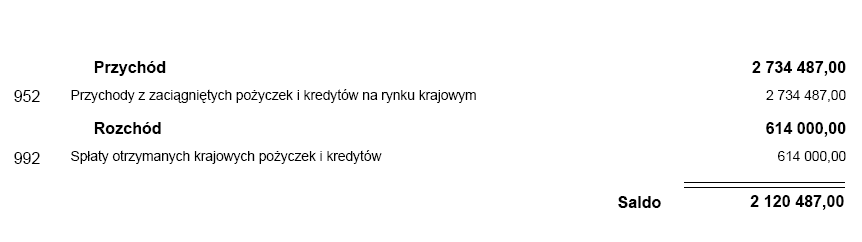 Przychód 2 734 487,00
952 Przychody z zaciągniętych pożyczek i kredytów na rynku krajowym 2 734 487,00
Rozchód 614 000,00
992 Spłaty otrzymanych krajowych pożyczek i kredytów 614 000,00
Saldo 2 120 487,00